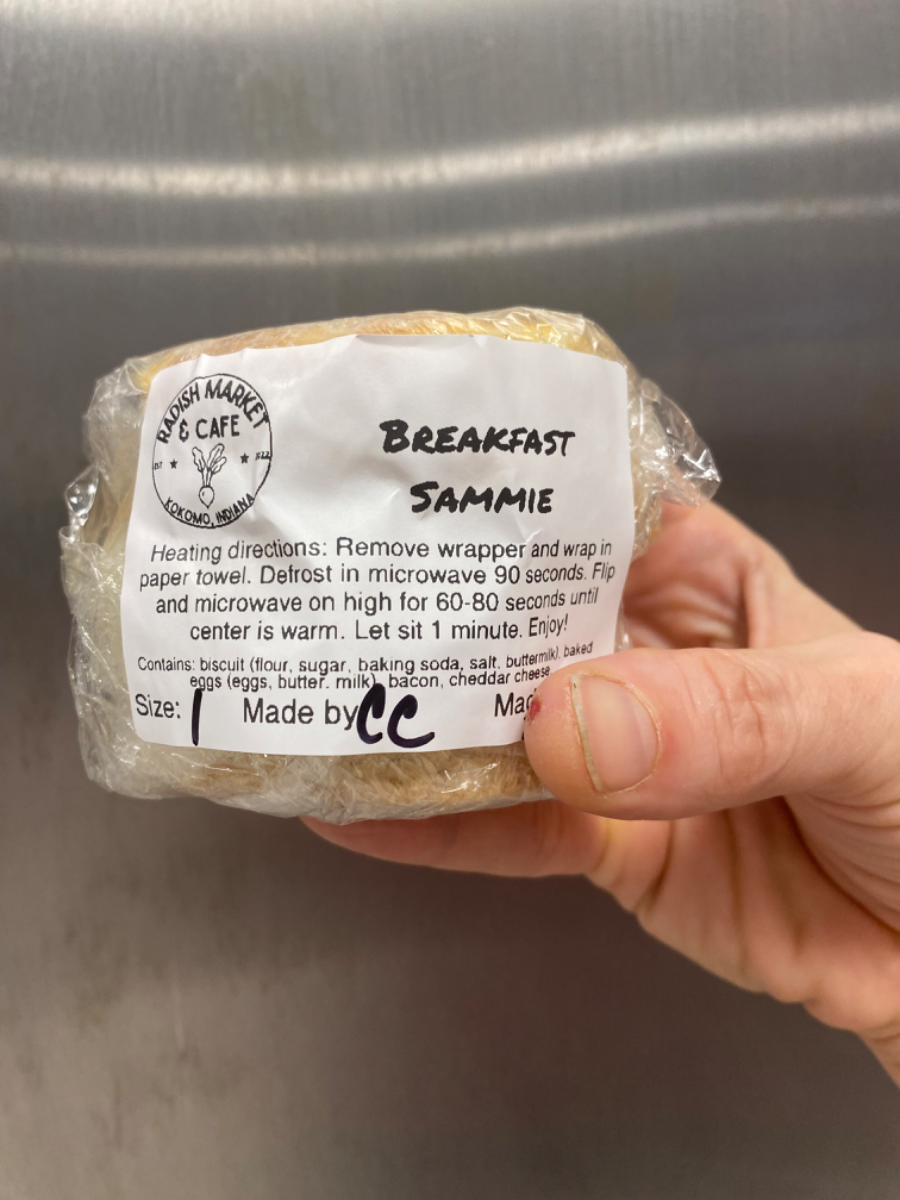 RADISH MARKET
& CAFE
EST
KOKOMO, INDIANA
BREAKFAST
SAMMIE
Heating directions: Remove wrapper and wrap in
paper towel. Defrost in microwave 90 seconds. Flip
and microwave on high for 60-80 seconds until
center is warm. Let sit 1 minute. Enjoy!
Contains: biscuit (flour, sugar, baking soda, salt, buttermilk), baked
eggs (eggs, butter. milk), bacon, cheddar cheese
Size: 1 Made by CC